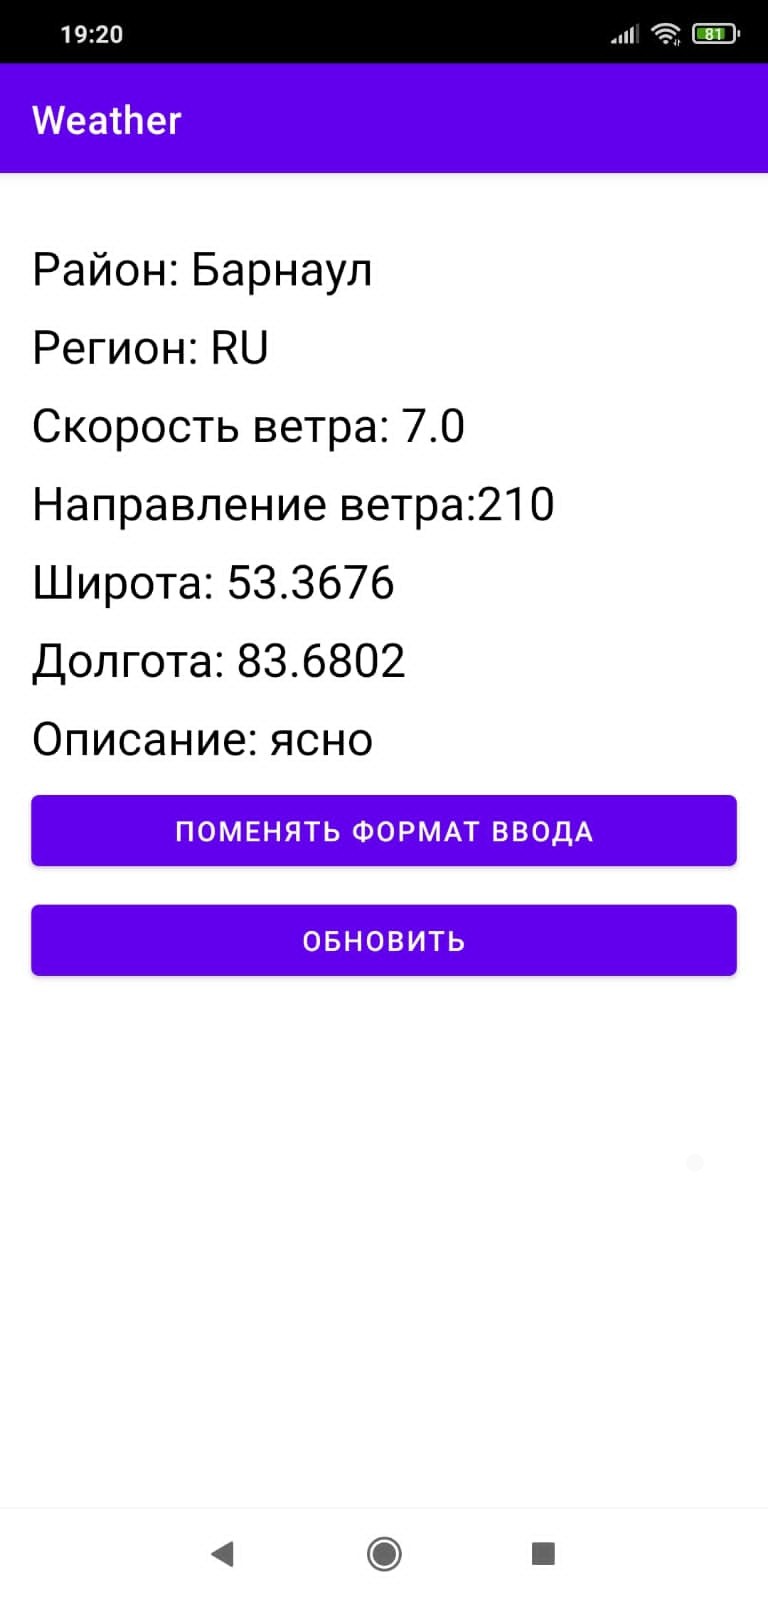 19:20
81
Weather
Район: Барнаул
Регион: RU
Скорость ветра: 7.0
Направление ветра:210
Широта: 53.3676
Долгота: 83.6802
Описание: ясно
ПОМЕНЯТЬ ФОРМАТ ВВОДА
ОБНОВИТЬ